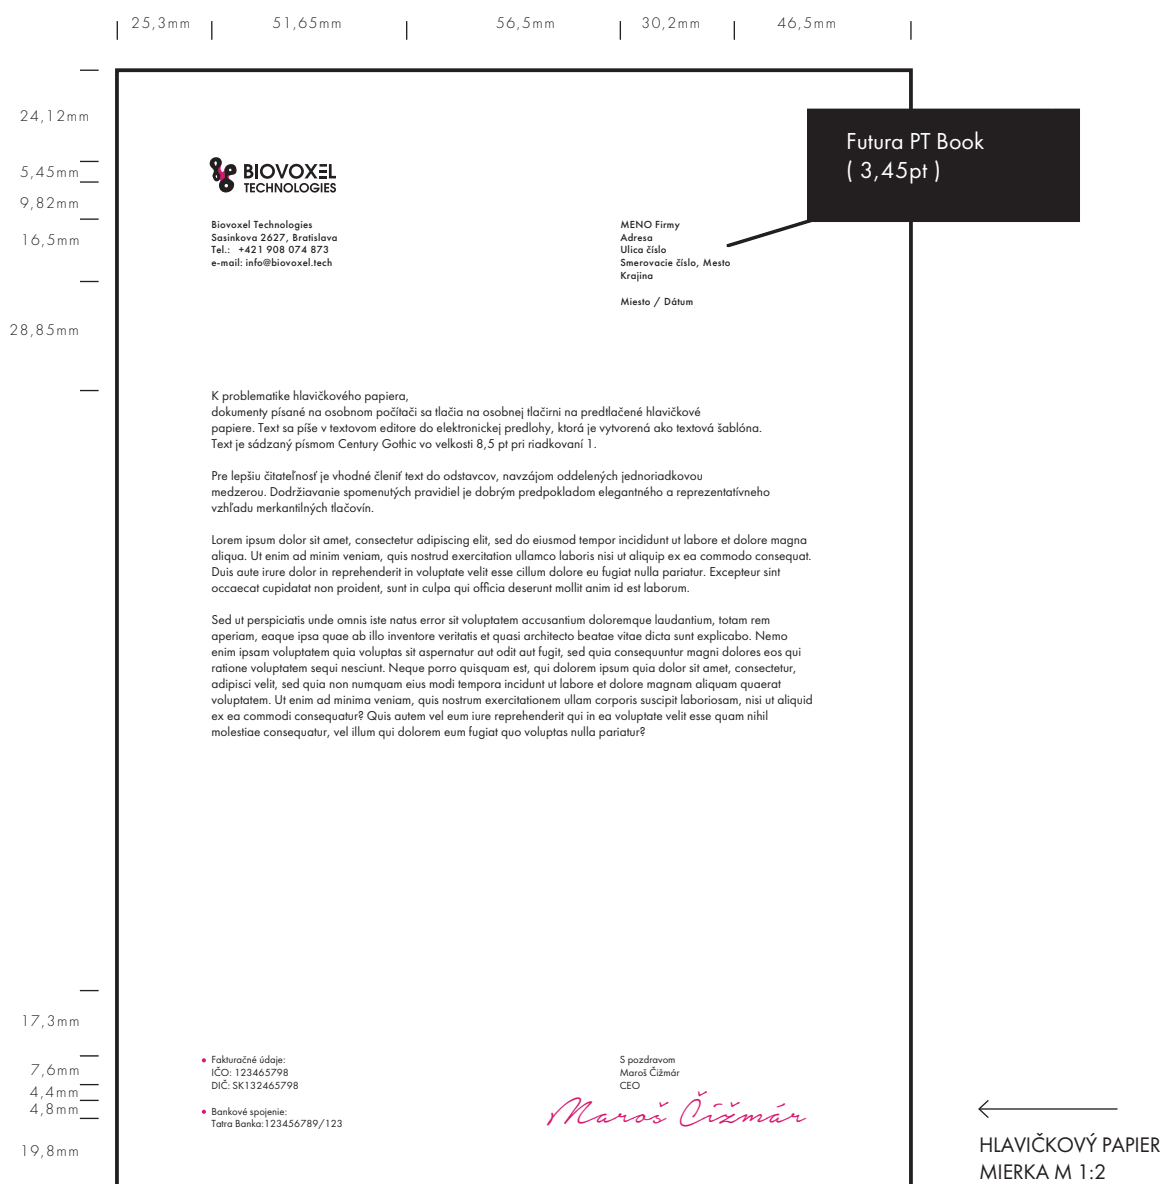 25,3mm
51,65mm
56,5mm
30,2mm
46,5mm
24,12mm
5,45mm
9,82mm
16,5mm
28,85mm
17,3mm
7,6mm
4,4mm
4,8mm
19,8mm
Futura PT Book
( 3,45pt )
BIOVOXEL
TECHNOLOGIES
Biovoxel Technologies
Sasinkova 2627, Bratislava
Tel.: +421 908 074 873
e-mail: info@biovoxel.tech
MENO Firmy
Adresa
Ulica číslo
Smerovacie číslo, Mesto
Krajina
Miesto / Dátum
K problematike hlavičkového papiera,
dokumenty písané na osobnom počítači sa tlačia na osobnej tlačirni na predtlačené hlavičkové
papiere. Text sa píše v textovom editore do elektronickej predlohy, ktorá je vytvorená ako textová šablóna.
Text je sádzaný písmom Century Gothic vo velkosti 8,5 pt pri riadkovaní 1.
Pre lepšiu čitateľnosť je vhodné členiť text do odstavcov, navzájom oddelených jednoriadkovou
medzerou. Dodržiavanie spomenutých pravidiel je dobrým predpokladom elegantného a reprezentatívneho
vzhľadu merkantilných tlačovín.
Lorem ipsum dolor sit amet, consectetur adipiscing elit, sed do eiusmod tempor incididunt ut labore et dolore magna
aliqua. Ut enim ad minim veniam, quis nostrud exercitation ullamco laboris nisi ut aliquip ex ea commodo consequat.
Duis aute irure dolor in reprehenderit in voluptate velit esse cillum dolore eu fugiat nulla pariatur. Excepteur sint
occaecat cupidatat non proident, sunt in culpa qui officia deserunt mollit anim id est laborum.
Sed ut perspiciatis unde omnis iste natus error sit voluptatem accusantium doloremque laudantium, totam rem
aperiam, eaque ipsa quae ab illo inventore veritatis et quasi architecto beatae vitae dicta sunt explicabo. Nemo
enim ipsam voluptatem quia voluptas sit aspernatur aut odit aut fugit, sed quia consequuntur magni dolores eos qui
ratione voluptatem sequi nesciunt. Neque porro quisquam est, qui dolorem ipsum quia dolor sit amet, consectetur,
adipisci velit, sed quia non numquam eius modi tempora incidunt ut labore et dolore magnam aliquam quaerat
voluptatem. Ut enim ad minima veniam, quis nostrum exercitationem ullam corporis suscipit laboriosam, nisi ut aliquid
ex ea commodi consequatur? Quis autem vel eum iure reprehenderit qui in ea voluptate velit esse quam nihil
molestiae consequatur, vel illum qui dolorem eum fugiat quo voluptas nulla pariatur?
Fakturačné údaje:
IČO: 123465798
DIČ: SK132465798
Bankové spojenie:
Tatra Banka:123456789/123
S pozdravom
Maroš Čižmár
CEO
Maroš Čižmár
HLAVIČKOVÝ PAPIER
MIERKA M 1:2